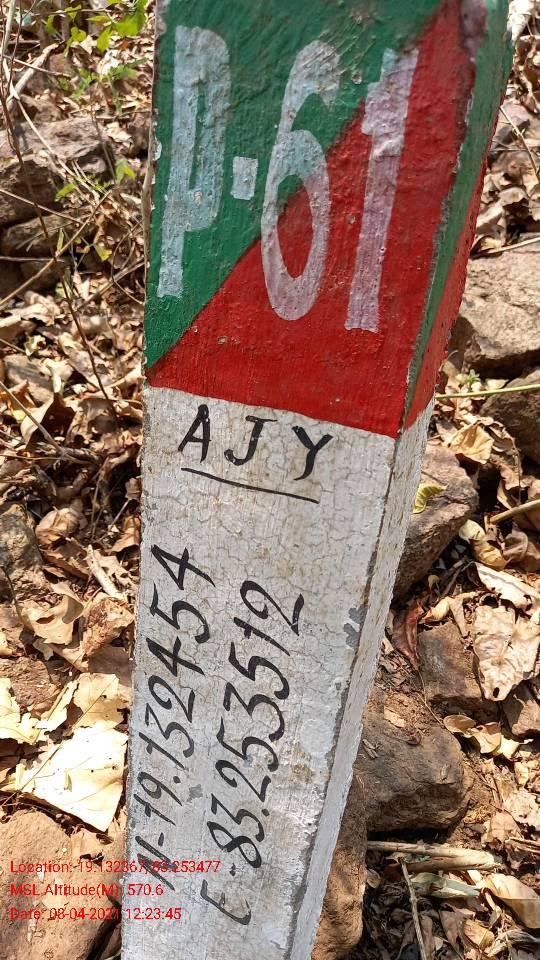 P-61
AJY
N-19.132454
E-83.253512
Location: 19.132367, 83.253477
MSL Altitude(M): 570.6
Date: 08-04-2021 12:23:45